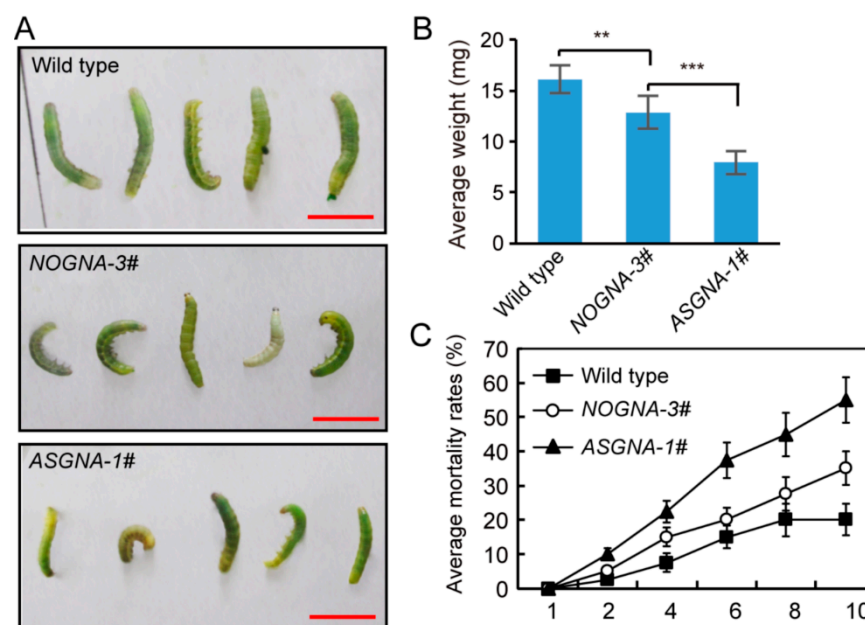 A
Wild type
NOGNA-3#
ASGNA-1#
B
Average weight (mg)
20
15
10
5
0
**
***
Wild type
NOGNA-3#
ASGNA-1#
C
Average mortality rates (%)
70
60
50
40
30
20
10
0
Wild type
NOGNA-3#
ASGNA-1#
1 2 4 6 8 10